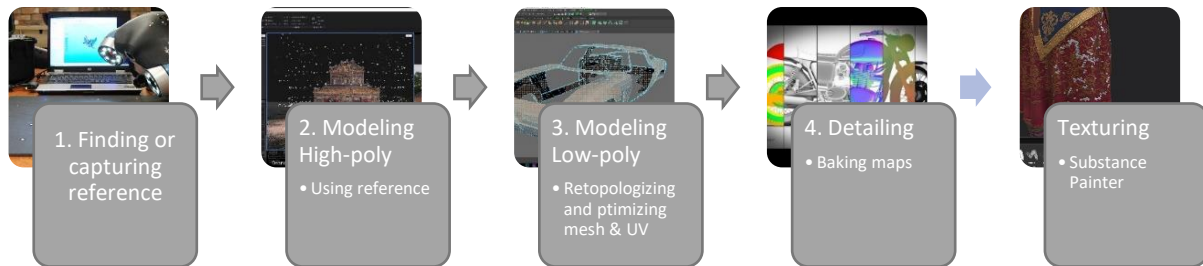 1. Finding or
capturing
reference
2. Modeling
High-poly
• Using reference
3. Modeling
Low-poly
• Retopologizing
and ptimizing
mesh & UV
4. Detailing
• Baking maps
Texturing
• Substance
Painter